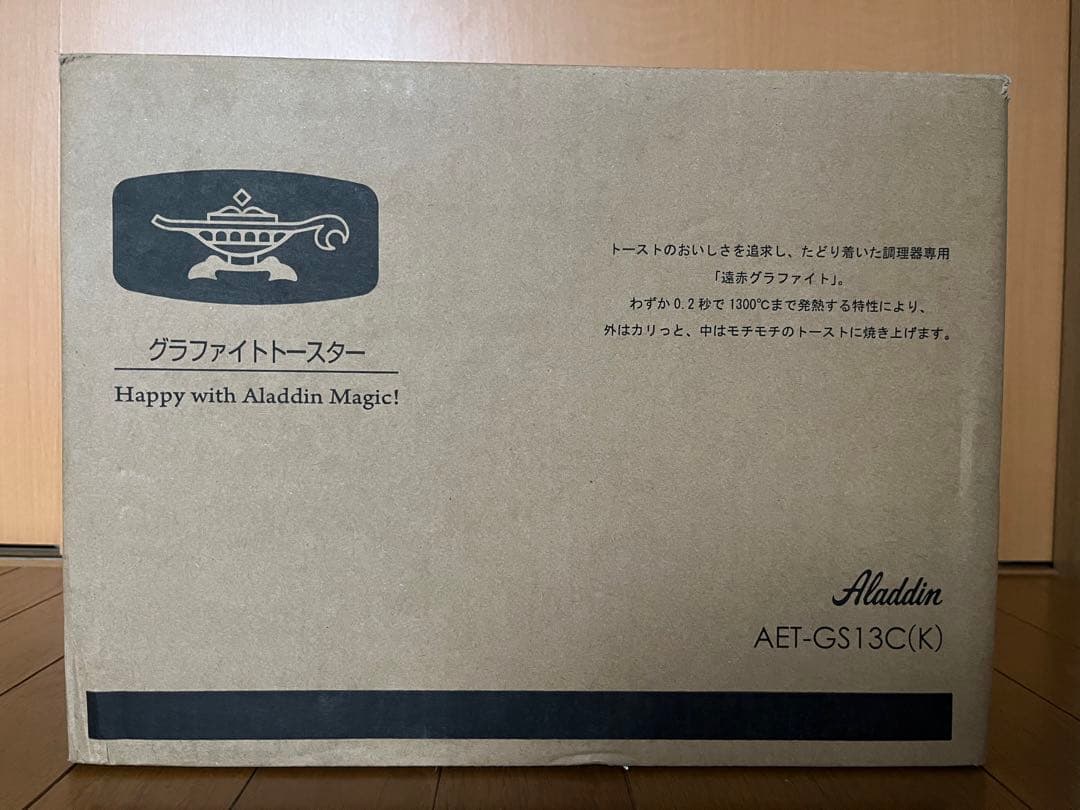 グラファイトトースター
Happy with Aladdin Magic!
トーストのおいしさを追求し、たどり着いた調理器専用
「遠赤グラファイト」。
わずか0.2秒で1300℃まで発熱する特性により、
外はカリっと、中はモチモチのトーストに焼き上げます。
Aladdin
AET-GS13C(K)